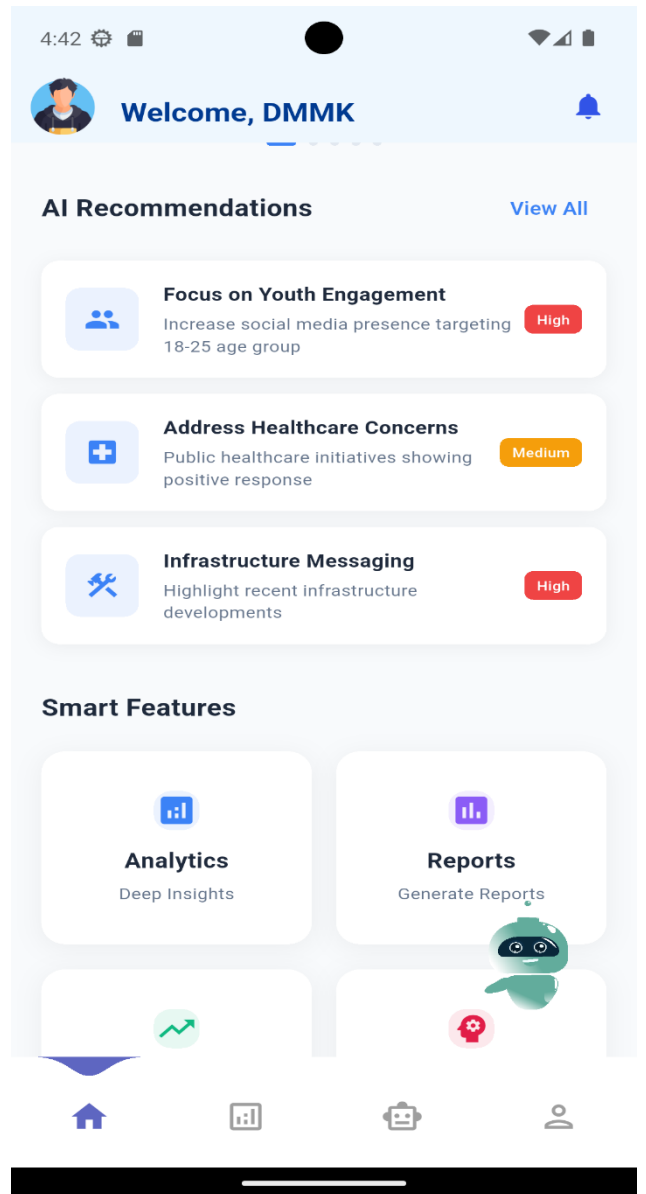 4:42
Welcome, DMMK
AI Recommendations
View All
Focus on Youth Engagement
Increase social media presence targeting
18-25 age group
High
Address Healthcare Concerns
Public healthcare initiatives showing
positive response
Medium
Infrastructure Messaging
Highlight recent infrastructure
developments
High
Smart Features
Analytics
Deep Insights
Reports
Generate Reports